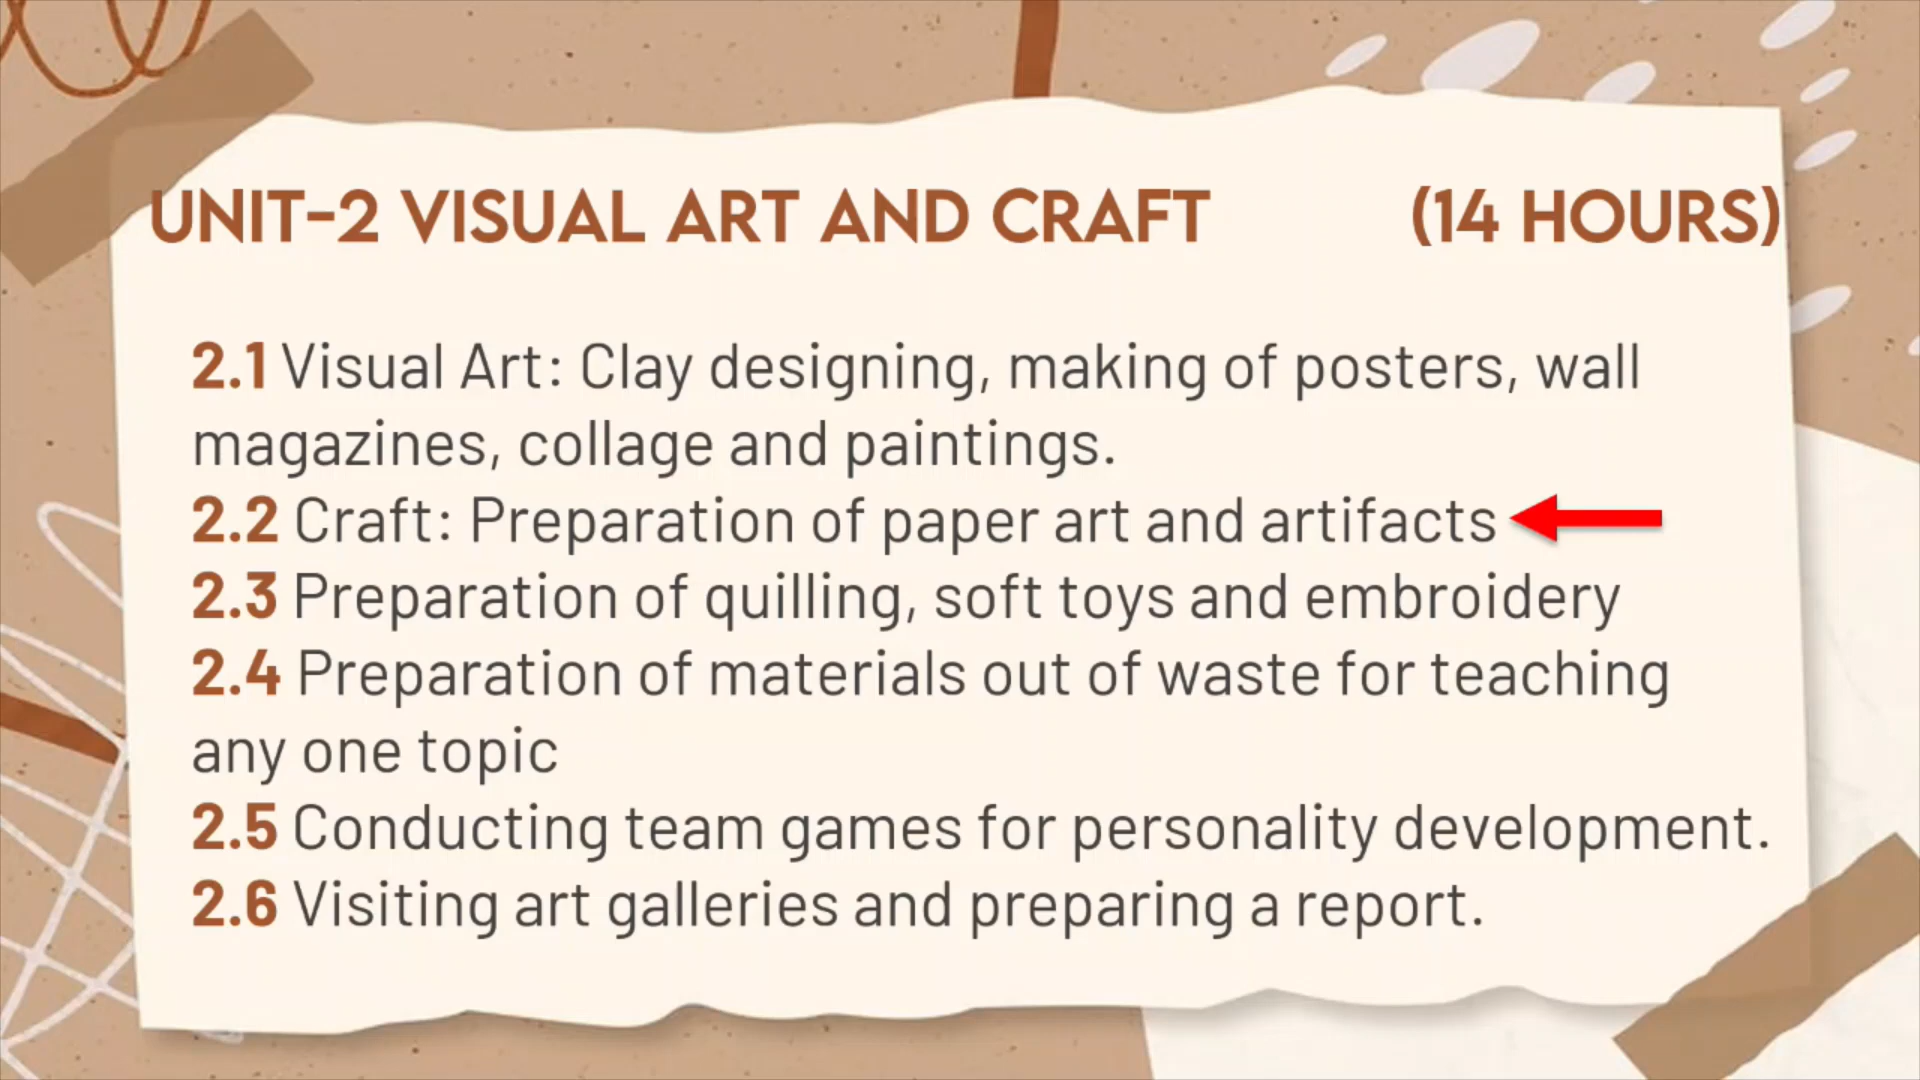 UNIT-2 VISUAL ART AND CRAFT (14 HOURS)
2.1 Visual Art: Clay designing, making of posters, wall
magazines, collage and paintings.
2.2 Craft: Preparation of paper art and artifacts
2.3 Preparation of quilling, soft toys and embroidery
2.4 Preparation of materials out of waste for teaching
any one topic
2.5 Conducting team games for personality development.
2.6 Visiting art galleries and preparing a report.